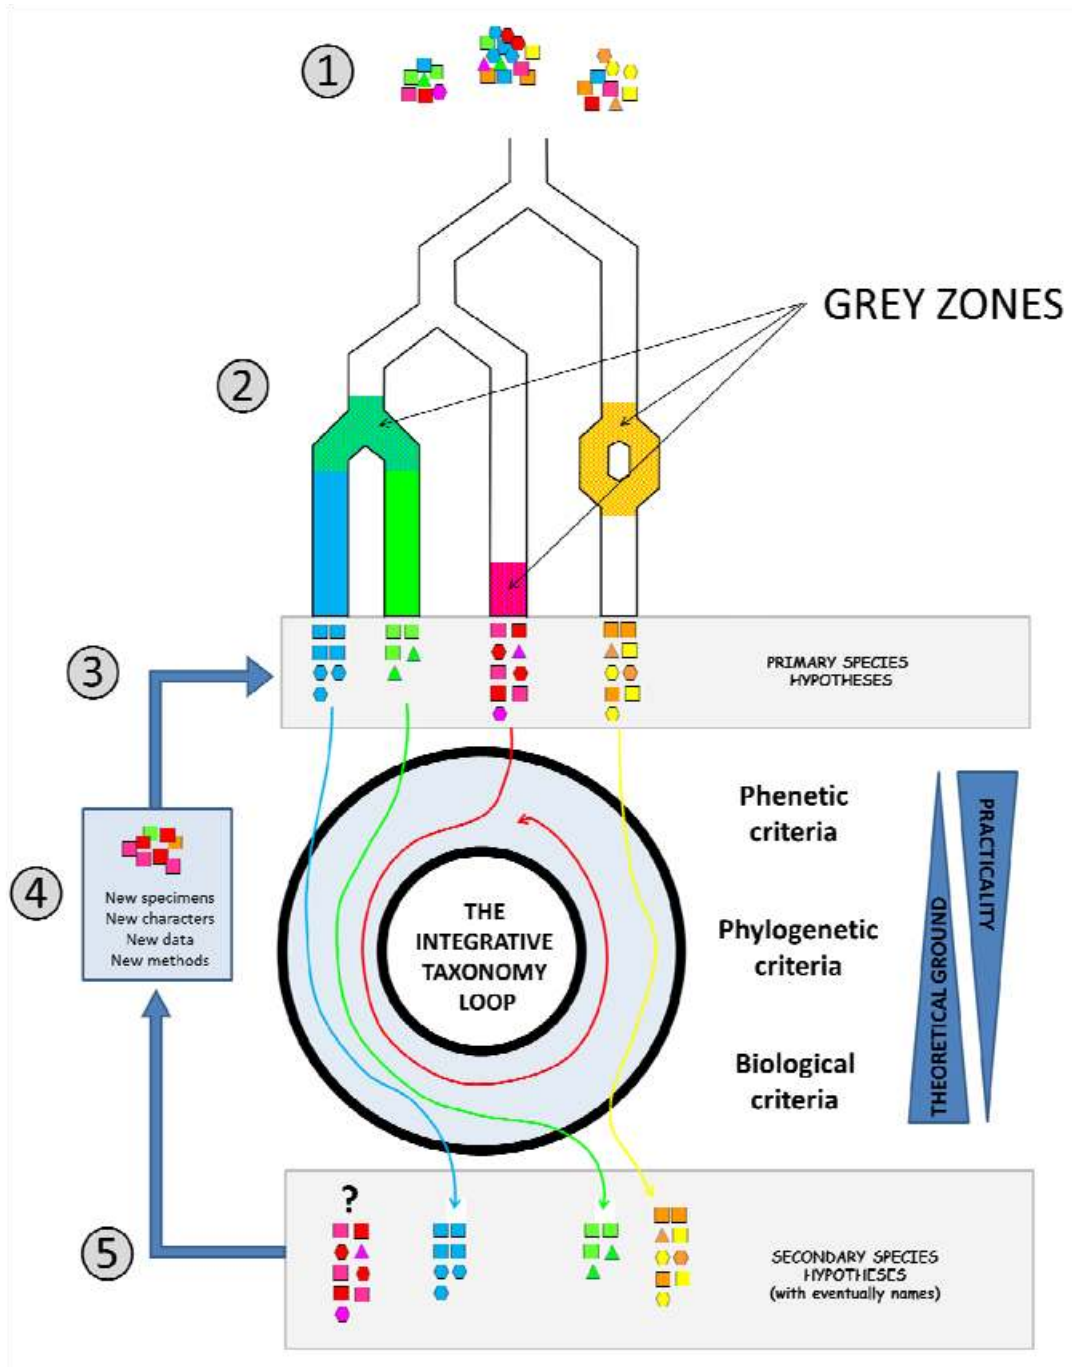 1
GREY ZONES
2
3
PRIMARY SPECIES
HYPOTHESES
Phenetic
criteria
PRACTICALITY
4
New specimens
New characters
New data
New methods
THE
INTEGRATIVE
TAXONOMY
LOOP
Phylogenetic
criteria
THEORETICAL GROUND
Biological
criteria
?
5
SECONDARY SPECIES
HYPOTHESES
(with eventually names)